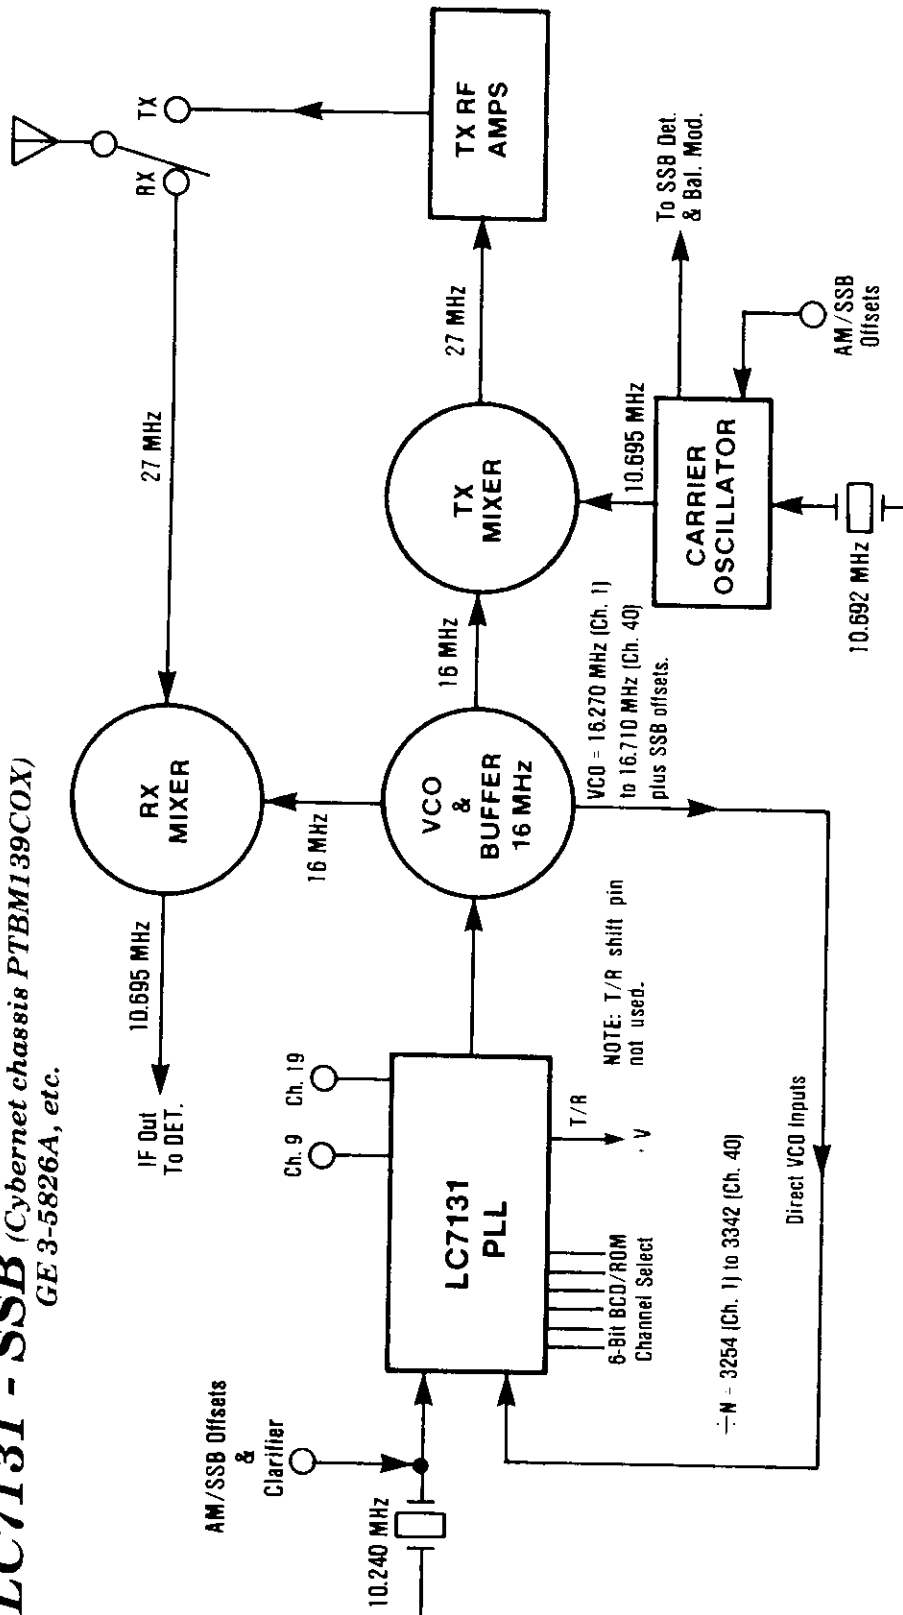 LC7131 - SSB (Cybernet chassis PTBM139COX)
GE 3-5826A, etc.
AM/SSB Offsets
&
Clarifier
10.240 MHz
Ch. 9
Ch. 19
LC7131
PLL
6-Bit BCD/ROM
Channel Select
T/R
V
NOTE: T/R shift pin
not used.
÷N = 3254 (Ch. 1) to 3342 (Ch. 40)
Direct VCO Inputs
IF Out
To DET.
10.695 MHz
RX
MIXER
27 MHz
16 MHz
VCO
&
BUFFER
16 MHz
VCO = 16.270 MHz (Ch. 1)
to 16.710 MHz (Ch. 40)
plus SSB offsets.
16 MHz
TX
MIXER
27 MHz
10.695 MHz
CARRIER
OSCILLATOR
10.692 MHz
AM/SSB
Offsets
To SSB Det.
& Bal. Mod.
TX RF
AMPS
RX
TX